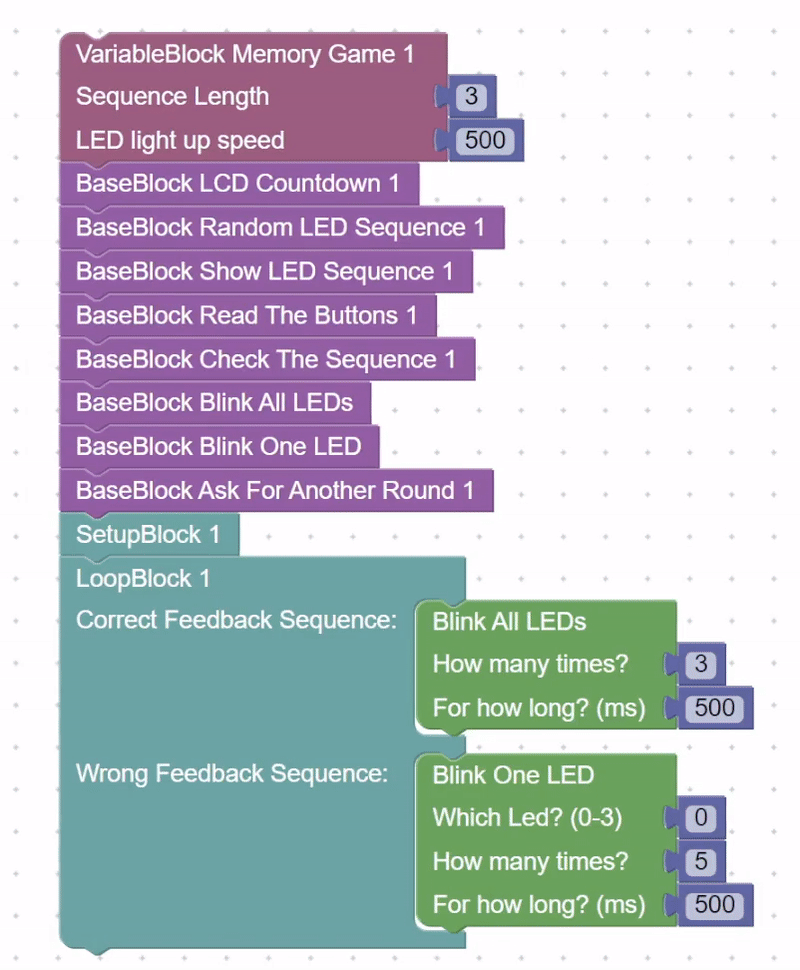 VariableBlock Memory Game 1
Sequence Length 3
LED light up speed 500
BaseBlock LCD Countdown 1
BaseBlock Random LED Sequence 1
BaseBlock Show LED Sequence 1
BaseBlock Read The Buttons 1
BaseBlock Check The Sequence 1
BaseBlock Blink All LEDs
BaseBlock Blink One LED
BaseBlock Ask For Another Round 1
SetupBlock 1
LoopBlock 1
Correct Feedback Sequence: Blink All LEDs
How many times? 3
For how long? (ms) 500
Wrong Feedback Sequence: Blink One LED
Which Led? (0-3) 0
How many times? 5
For how long? (ms) 500